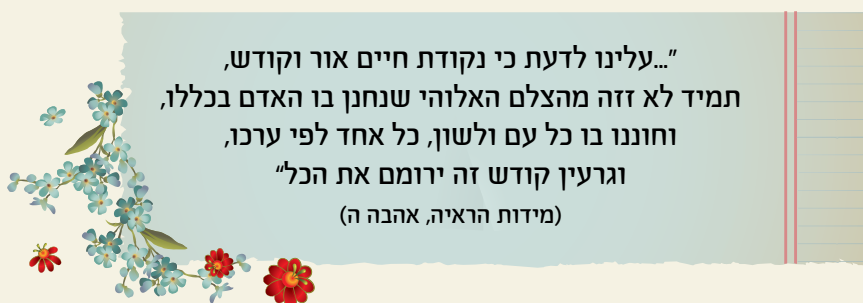 "...עלינו לדעת כי נקודת חיים אור וקודש,
תמיד לא זזה מהצלם האלוהי שנחנן בו האדם בכללו,
וחוננו בו כל עם ולשון, כל אחד לפי ערכו,
וגרעין קודש זה ירומם את הכל"
(מידות הראיה, אהבה ה)